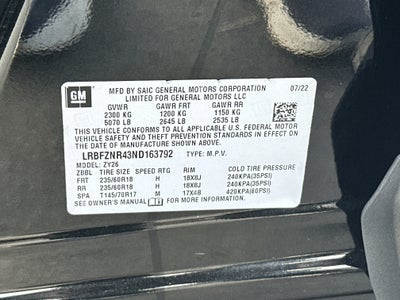 GM
MFD BY SAIC GENERAL MOTORS CORPORATION
LIMITED FOR GENERAL MOTORS LLC
07/22
GVWR GAWR FRT GAWR RR
2300 KG 1200 KG 1150 KG
5070 LB 2645 LB 2535 LB
THIS VEHICLE CONFORMS TO ALL APPLICABLE U.S. FEDERAL MOTOR
VEHICLE SAFETY AND THEFT PREVENTION STANDARDS IN EFFECT
ON THE DATE OF MANUFACTURE SHOWN ABOVE.
LRBFZNR43ND163792 TYPE: M.P.V.
MODEL: ZY26
ZBBL TIRE SIZE SPEED RTG RIM COLD TIRE PRESSURE
FRT 235/60R18 H 18X8J 240KPA(35PSI)
RR 235/60R18 H 18X8J 240KPA(35PSI)
SPA T145/70R17 M 17X4B 420KPA(60PSI)
SEE OWNER'S MANUAL FOR MORE INFORMATION.